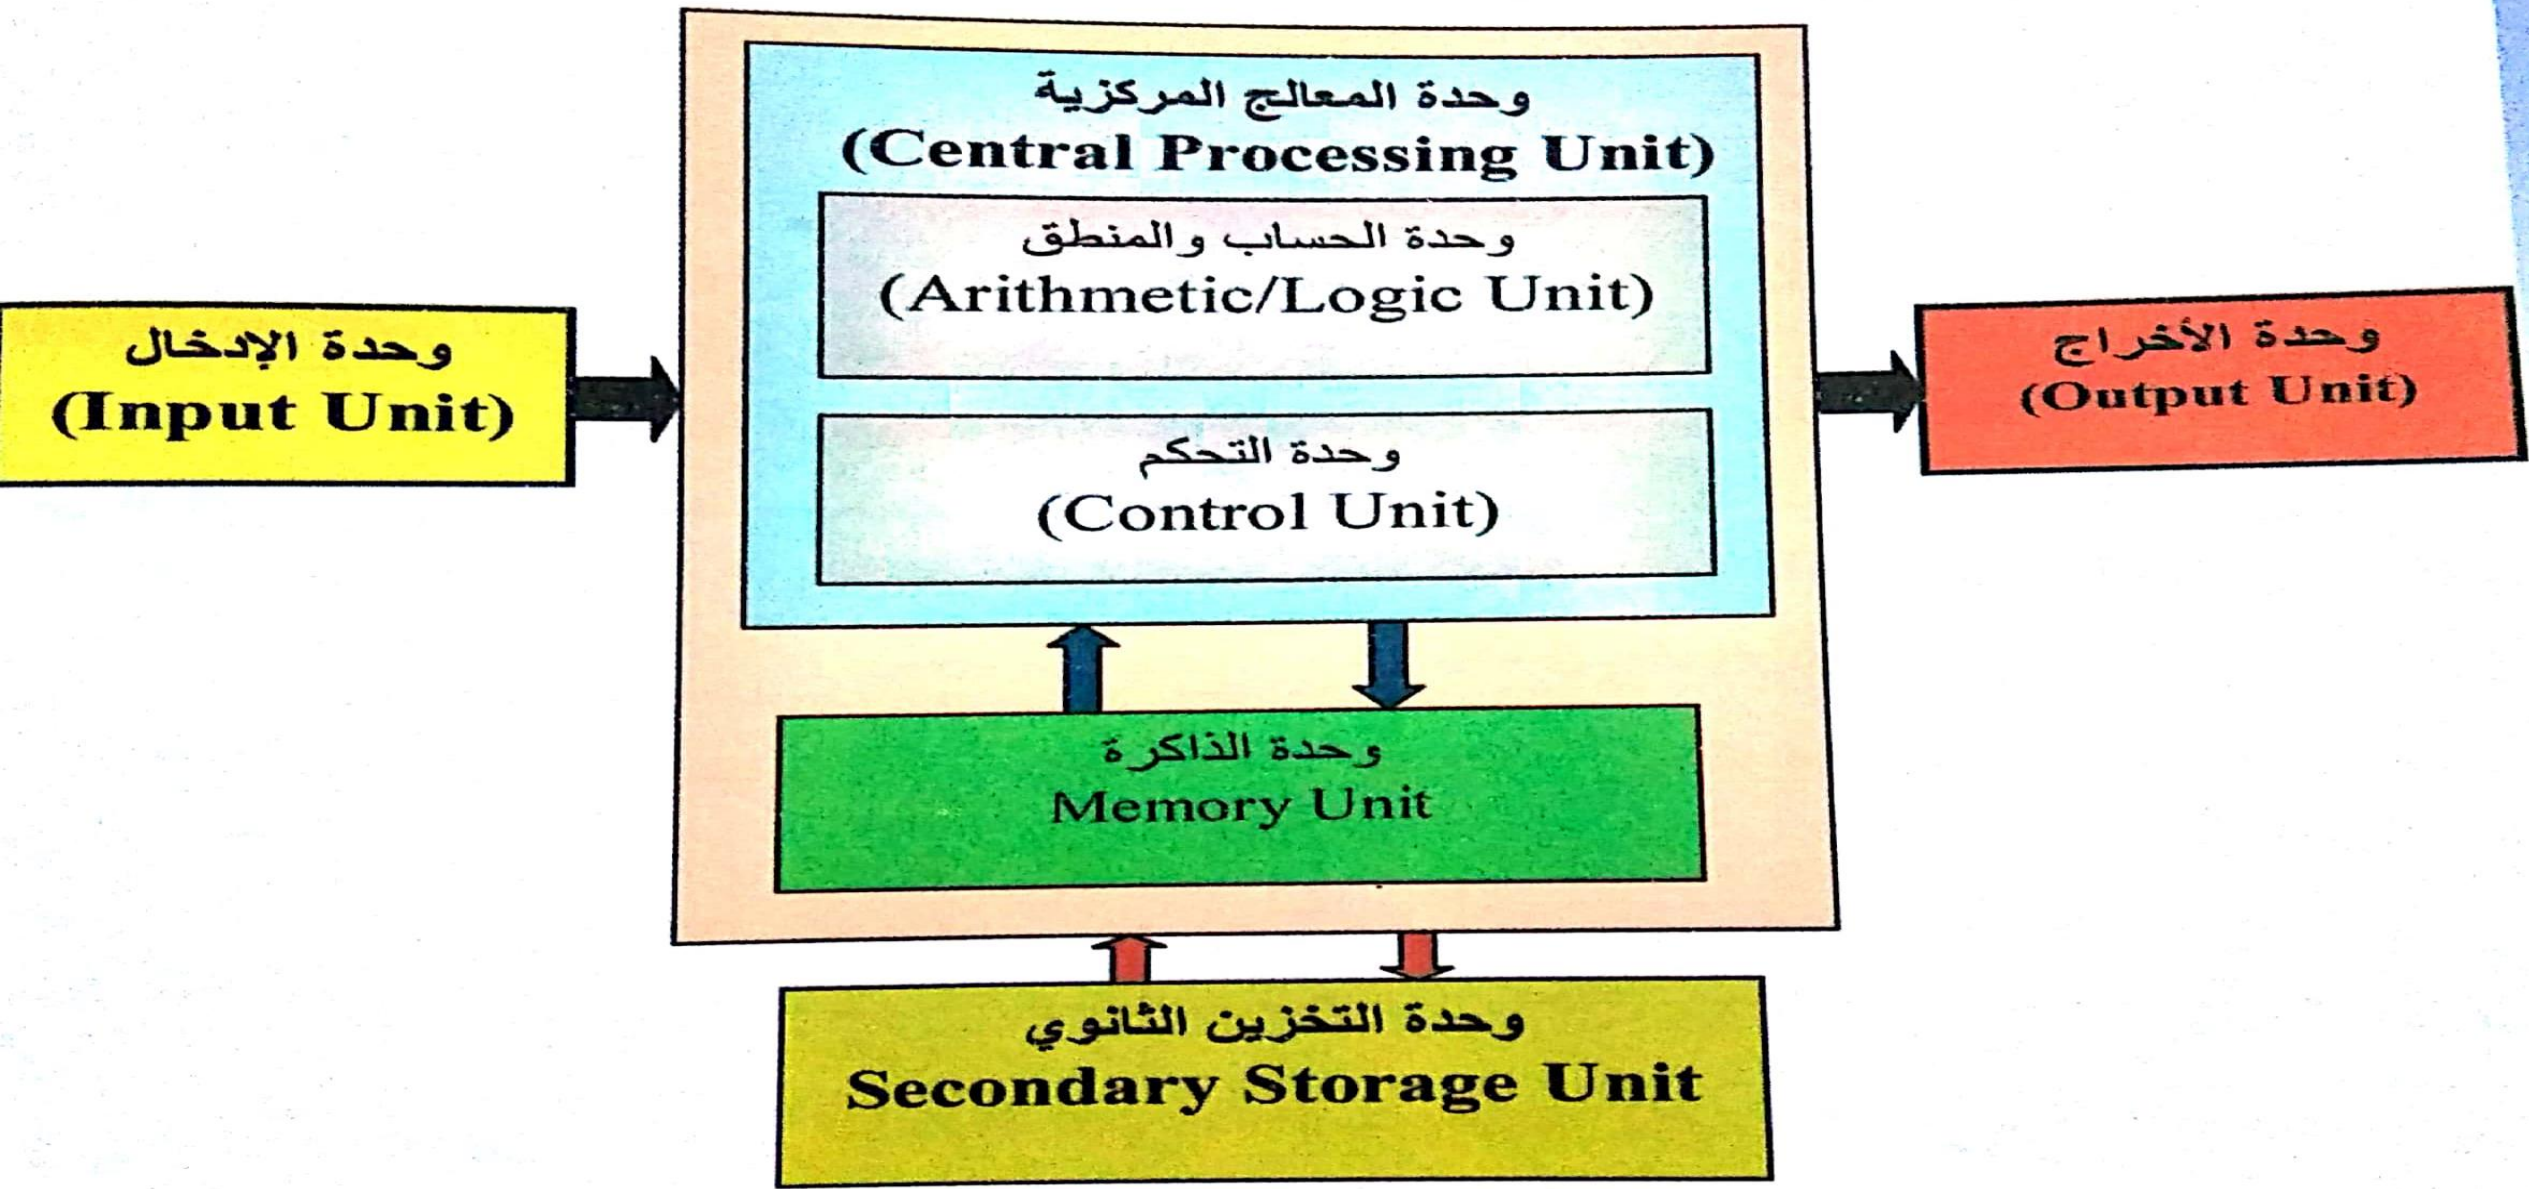 وحدة المعالج المركزية
(Central Processing Unit)
وحدة الحساب والمنطق
(Arithmetic/Logic Unit)
وحدة الإدخال
(Input Unit)
وحدة الأخراج
(Output Unit)
وحدة التحكم
(Control Unit)
وحدة الذاكرة
Memory Unit
وحدة التخزين الثانوي
Secondary Storage Unit